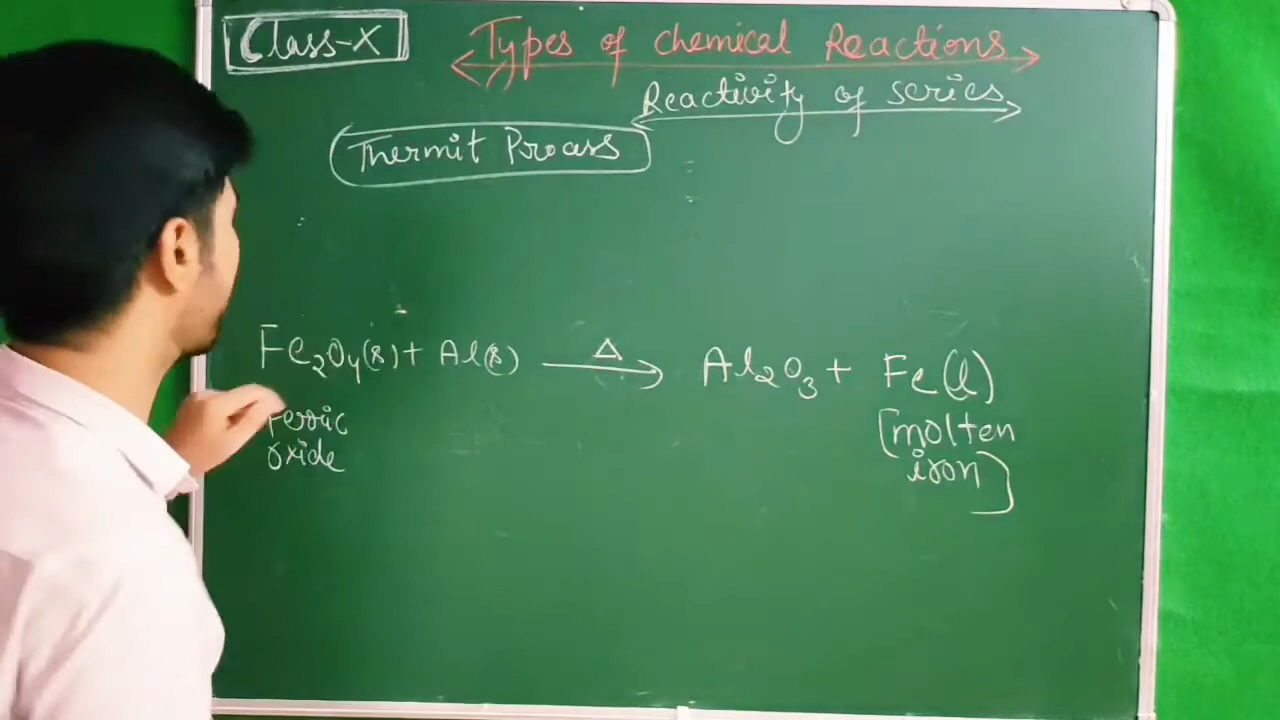 Class-X
Types of chemical Reactions
Reactivity of series
Thermit Process
Fe₂O₄(s) + Al(s) —Δ→ Al₂O₃ + Fe(l)
Ferric
oxide
[molten
iron]